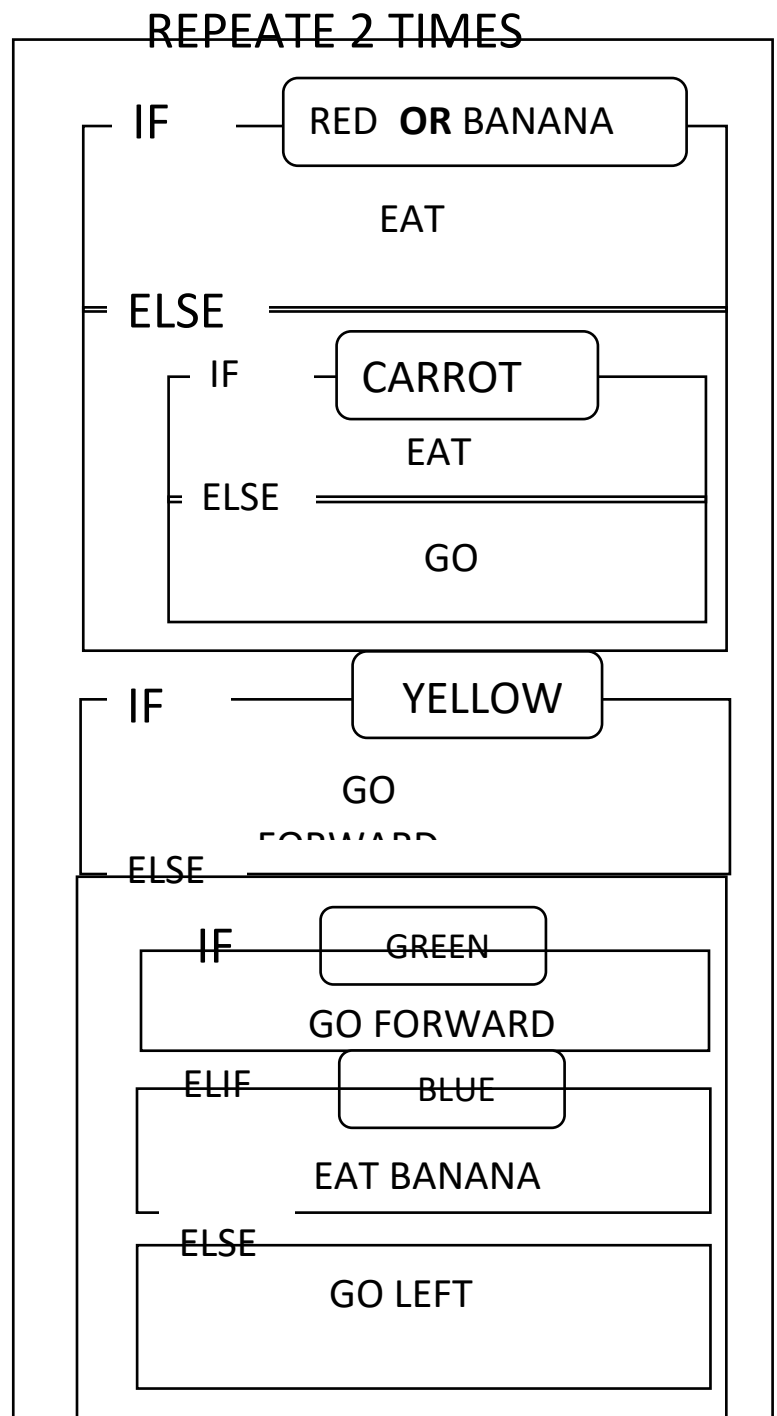 REPEATE 2 TIMES
IF RED OR BANANA
EAT
ELSE
IF CARROT
EAT
ELSE
GO
IF YELLOW
GO
FORWARD
ELSE
IF GREEN
GO FORWARD
ELIF BLUE
EAT BANANA
ELSE
GO LEFT